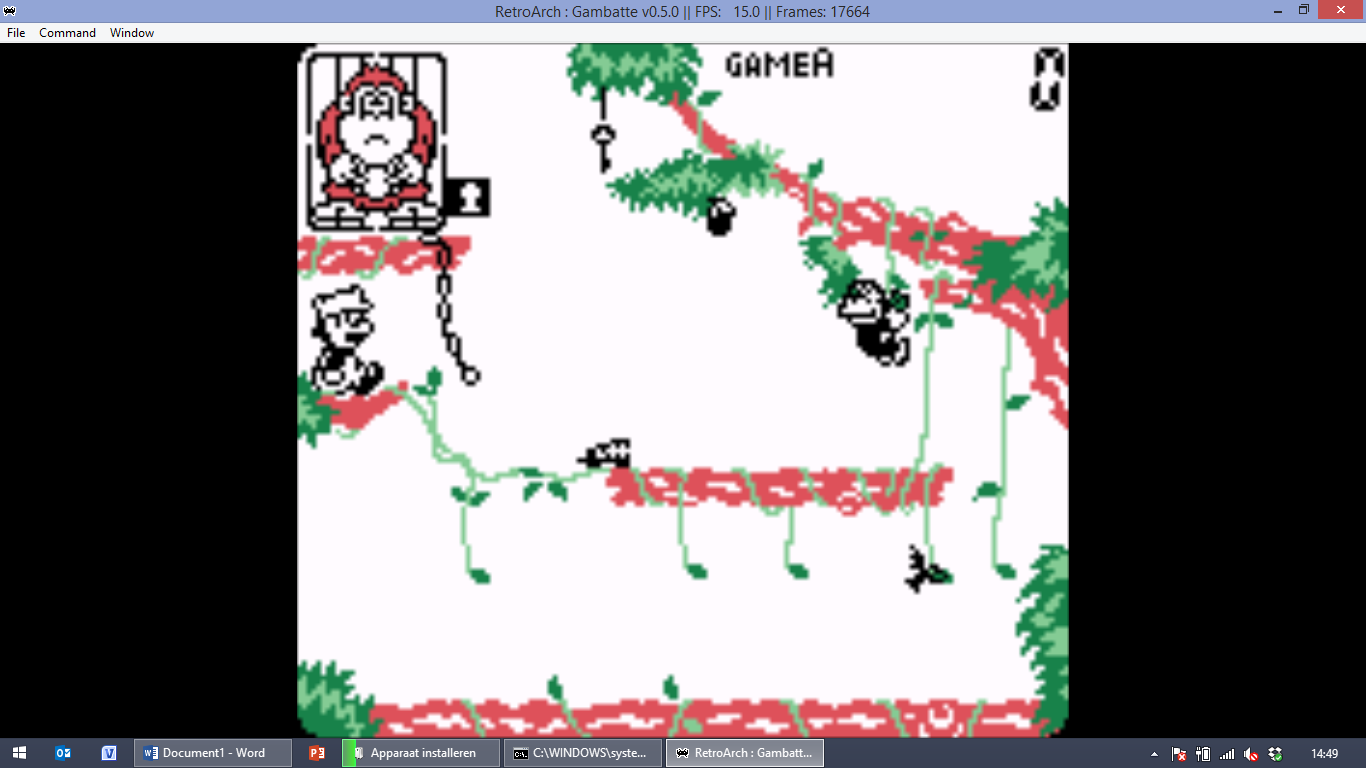 RetroArch : Gambatte v0.5.0 || FPS: 15.0 || Frames: 17664
File Command Window
GAMEA
0
Document1 - Word
Apparaat installeren
C:\WINDOWS\syste...
RetroArch : Gambatt...
14:49